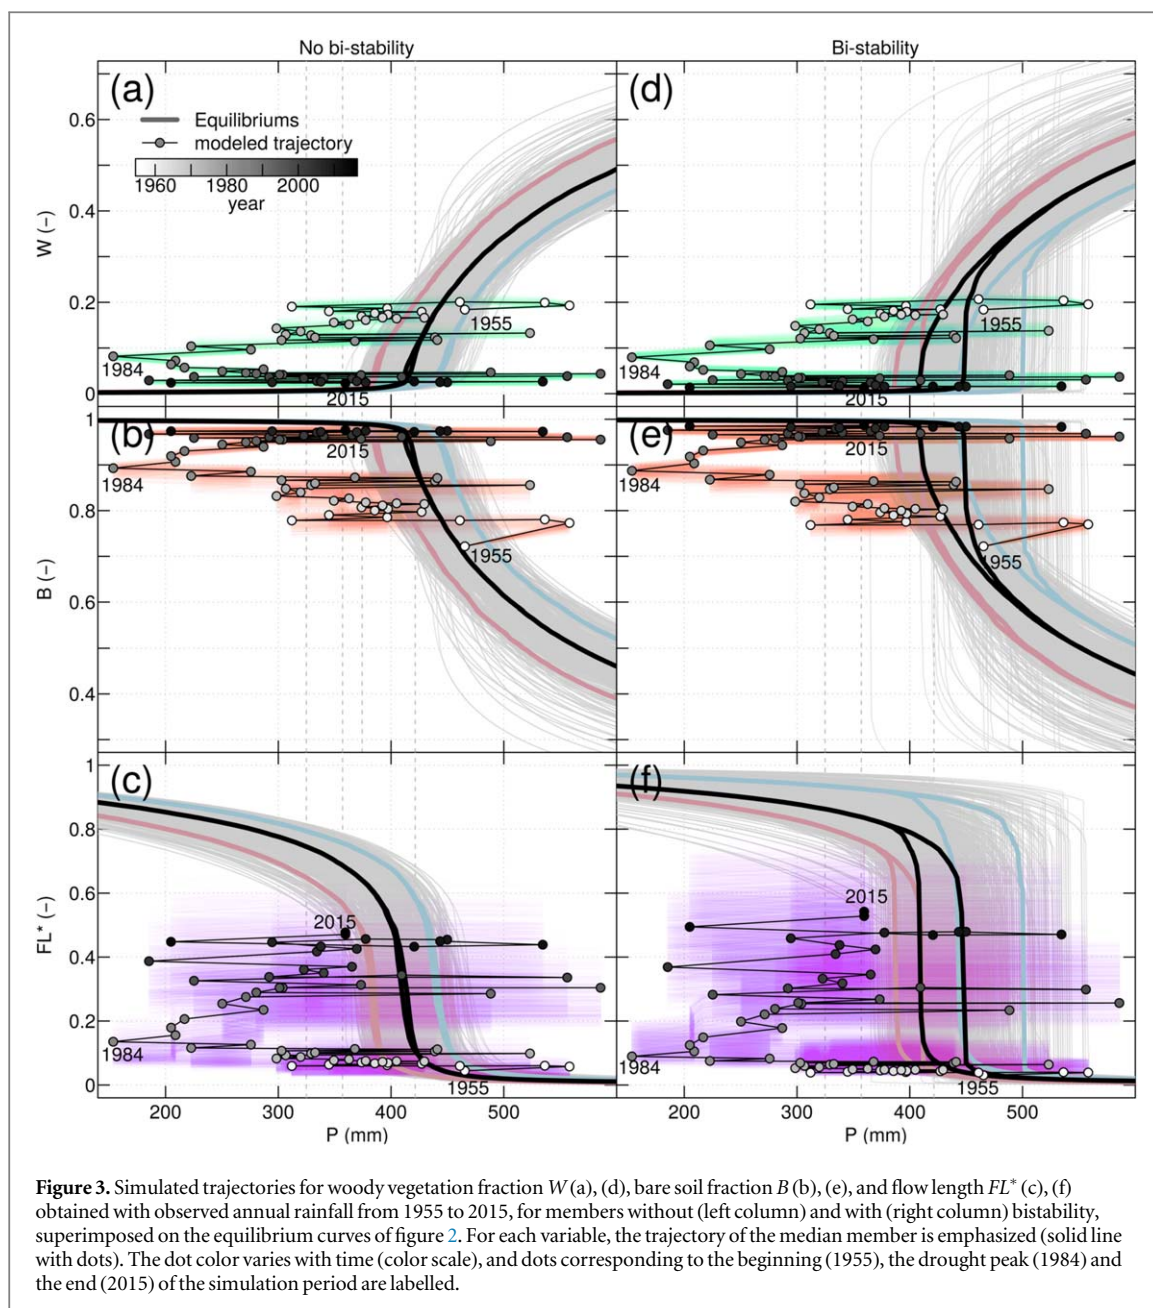 No bi-stability
Bi-stability
(a)
(d)
Equilibriums
modeled trajectory
1960 1980 2000
year
0.6
0.4
0.2
0
W (–)
1955
1984
2015
1955
1984
2015
(b)
(e)
1
0.8
0.6
0.4
B (–)
2015
1984
1955
2015
1984
1955
(c)
(f)
1
0.8
0.6
0.4
0.2
0
FL* (–)
2015
1984
1955
2015
1984
1955
200 300 400 500
200 300 400 500
P (mm)
P (mm)
Figure 3. Simulated trajectories for woody vegetation fraction W (a), (d), bare soil fraction B (b), (e), and flow length FL* (c), (f)
obtained with observed annual rainfall from 1955 to 2015, for members without (left column) and with (right column) bistability,
superimposed on the equilibrium curves of figure 2. For each variable, the trajectory of the median member is emphasized (solid line
with dots). The dot color varies with time (color scale), and dots corresponding to the beginning (1955), the drought peak (1984) and
the end (2015) of the simulation period are labelled.